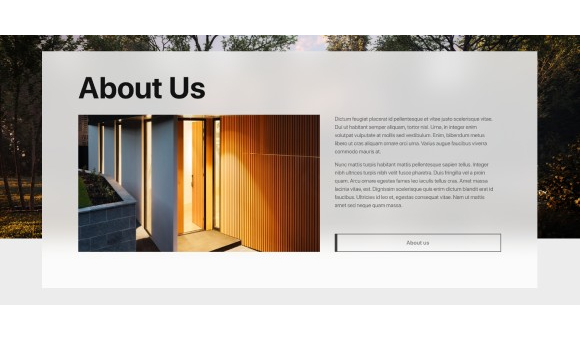 About Us
Dictum feugiat placerat id pellentesque et vitae justo scelerisque vitae.
Dui ut habitant semper aliquam, tortor nisl. Urna, in integer enim
volutpat vulputate at mattis sed vestibulum. Enim, bibendum metus
libero ut cras aliquam ornare orci urna. Varius augue faucibus viverra
commodo mauris at.
Nunc mattis turpis habitant mattis pellentesque sapien tellus. Integer
nibh ultrices turpis nibh velit fusce pharetra. Duis fringilla vel a proin
quam. Arcu ornare egestas fames leo iaculis tellus cras. Amet massa
lacinia vitae, est. Dignissim scelerisque quis enim dictum blandit erat id
faucibus. Ultricies id leo et, egestas consequat vitae. Nam ut mattis
amet sed neque quam massa.
About us